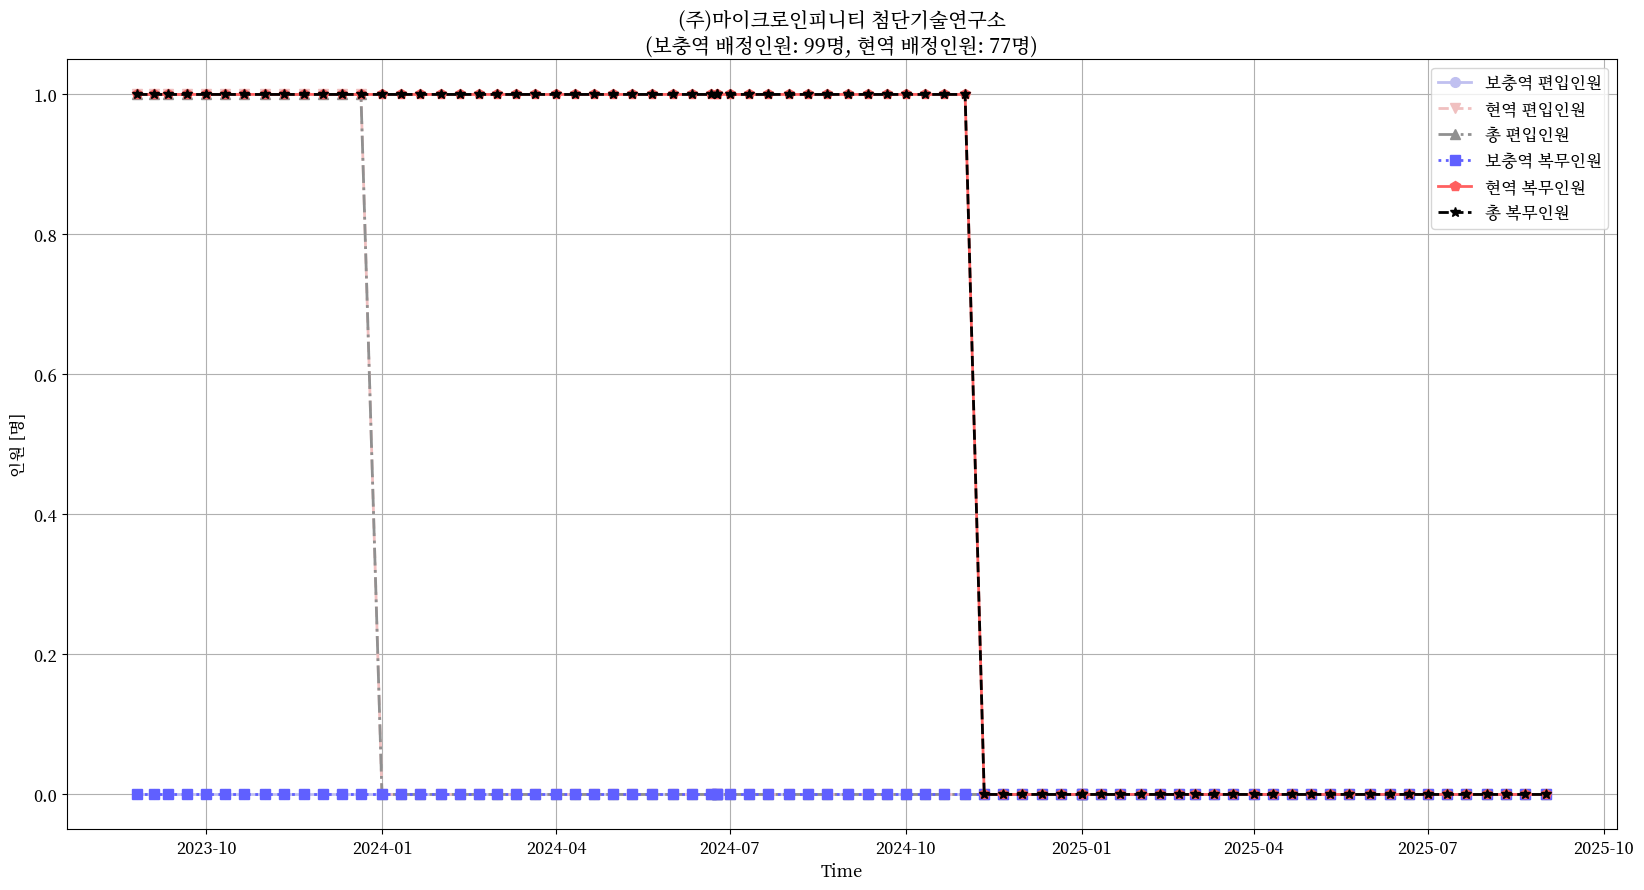 (주)마이크로인피니티 첨단기술연구소
(보충역 배정인원: 99명, 현역 배정인원: 77명)
보충역 편입인원
현역 편입인원
총 편입인원
보충역 복무인원
현역 복무인원
총 복무인원
인원 [명]
1.0
0.8
0.6
0.4
0.2
0.0
2023-10
2024-01
2024-04
2024-07
2024-10
2025-01
2025-04
2025-07
2025-10
Time